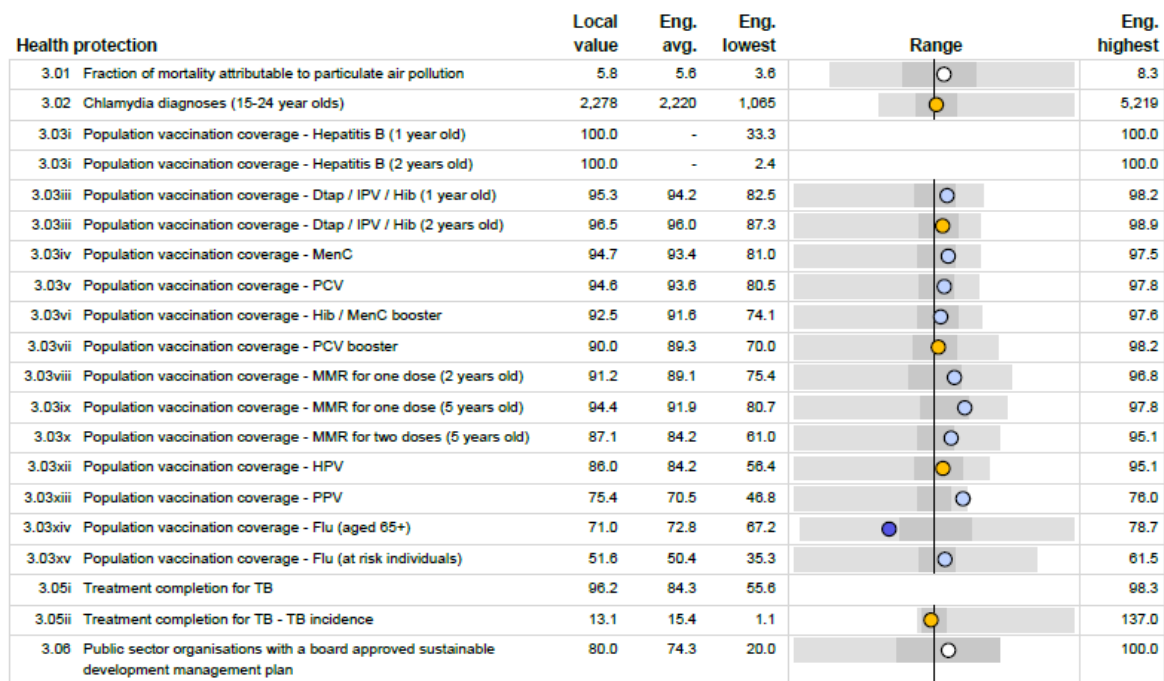 Health protection Local value Eng. avg. Eng. lowest Range Eng. highest
3.01 Fraction of mortality attributable to particulate air pollution 5.8 5.6 3.6 8.3
3.02 Chlamydia diagnoses (15-24 year olds) 2,278 2,220 1,065 5,219
3.03i Population vaccination coverage - Hepatitis B (1 year old) 100.0 - 33.3 100.0
3.03i Population vaccination coverage - Hepatitis B (2 years old) 100.0 - 2.4 100.0
3.03iii Population vaccination coverage - Dtap / IPV / Hib (1 year old) 95.3 94.2 82.5 98.2
3.03iii Population vaccination coverage - Dtap / IPV / Hib (2 years old) 96.5 96.0 87.3 98.9
3.03iv Population vaccination coverage - MenC 94.7 93.4 81.0 97.5
3.03v Population vaccination coverage - PCV 94.6 93.6 80.5 97.8
3.03vi Population vaccination coverage - Hib / MenC booster 92.5 91.6 74.1 97.6
3.03vii Population vaccination coverage - PCV booster 90.0 89.3 70.0 98.2
3.03viii Population vaccination coverage - MMR for one dose (2 years old) 91.2 89.1 75.4 96.8
3.03ix Population vaccination coverage - MMR for one dose (5 years old) 94.4 91.9 80.7 97.8
3.03x Population vaccination coverage - MMR for two doses (5 years old) 87.1 84.2 61.0 95.1
3.03xii Population vaccination coverage - HPV 86.0 84.2 56.4 95.1
3.03xiii Population vaccination coverage - PPV 75.4 70.5 46.8 76.0
3.03xiv Population vaccination coverage - Flu (aged 65+) 71.0 72.8 67.2 78.7
3.03xv Population vaccination coverage - Flu (at risk individuals) 51.6 50.4 35.3 61.5
3.05i Treatment completion for TB 96.2 84.3 55.6 98.3
3.05ii Treatment completion for TB - TB incidence 13.1 15.4 1.1 137.0
3.06 Public sector organisations with a board approved sustainable 80.0 74.3 20.0 100.0
development management plan